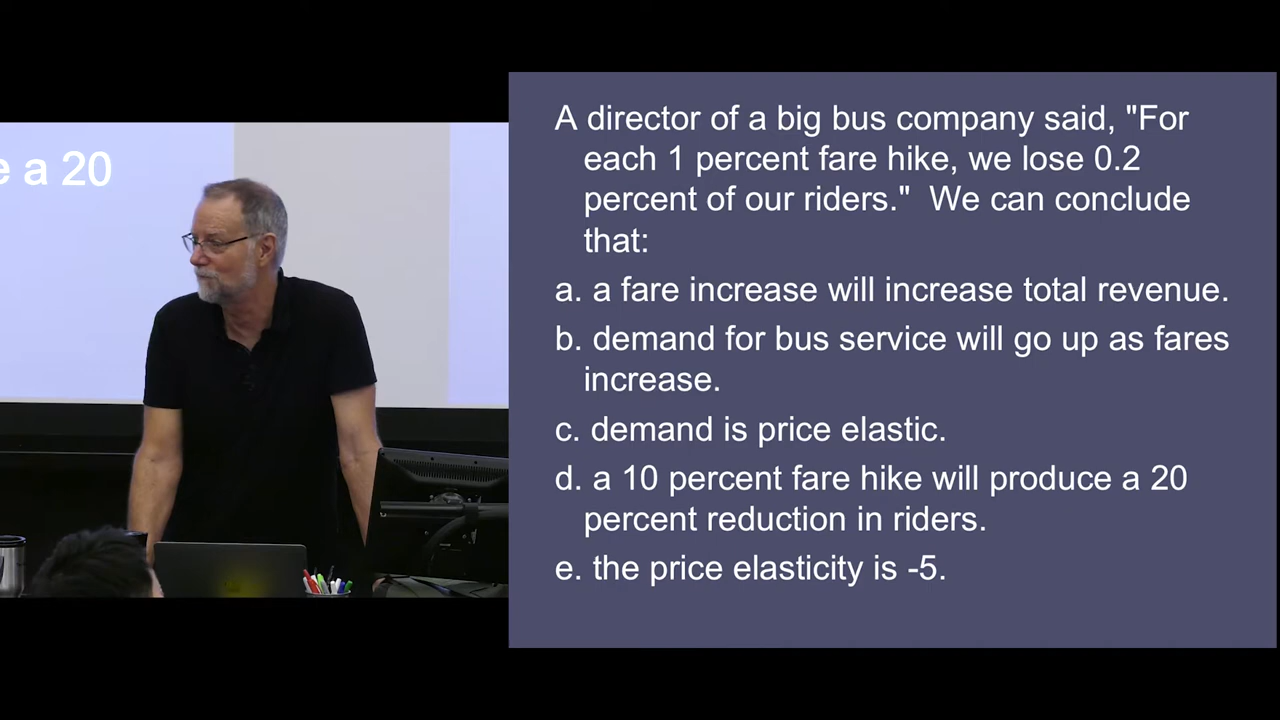 e a 20
A director of a big bus company said, "For
each 1 percent fare hike, we lose 0.2
percent of our riders."  We can conclude
that:
a. a fare increase will increase total revenue.
b. demand for bus service will go up as fares
increase.
c. demand is price elastic.
d. a 10 percent fare hike will produce a 20
percent reduction in riders.
e. the price elasticity is -5.